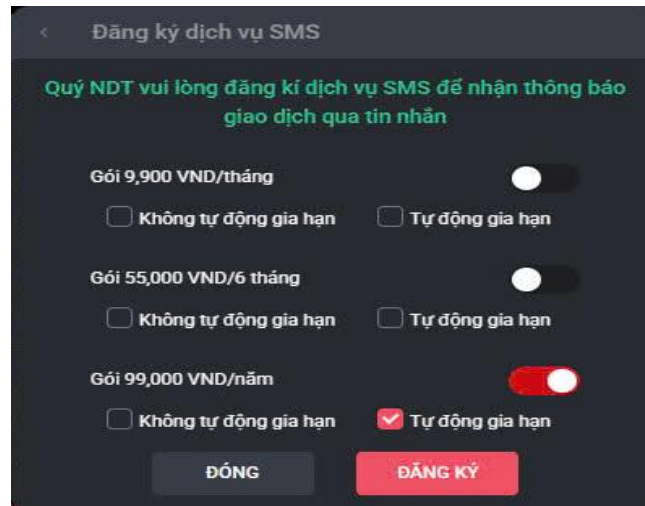 Đăng ký dịch vụ SMS
Quý NDT vui lòng đăng kí dịch vụ SMS để nhận thông báo
giao dịch qua tin nhắn
Gói 9,900 VND/tháng
Không tự động gia hạn Tự động gia hạn
Gói 55,000 VND/6 tháng
Không tự động gia hạn Tự động gia hạn
Gói 99,000 VND/năm
Không tự động gia hạn Tự động gia hạn
ĐÓNG ĐĂNG KÝ